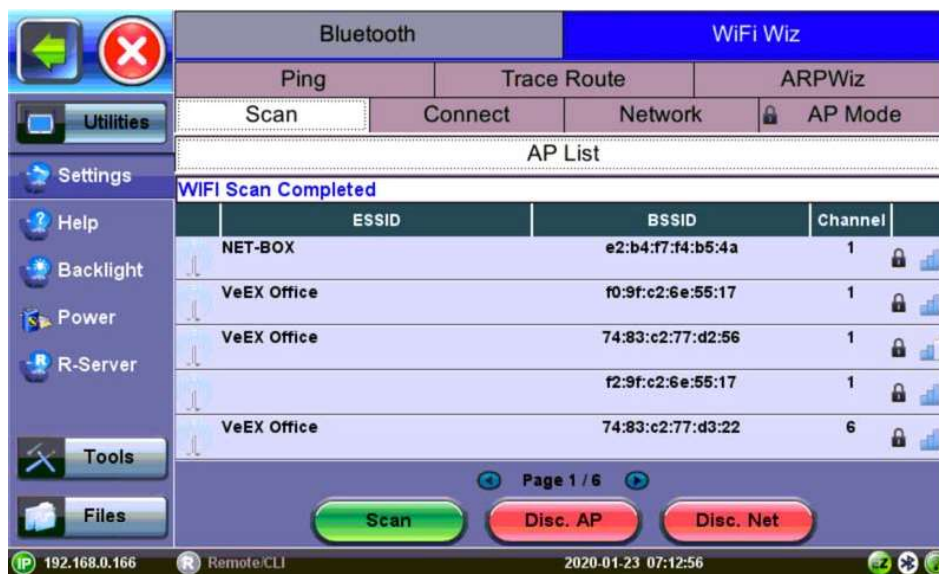 Bluetooth WiFi Wiz
Ping Trace Route ARPWiz
Utilities Scan Connect Network AP Mode
AP List
Settings
WIFI Scan Completed
ESSID BSSID Channel
Help
NET-BOX e2:b4:f7:f4:b5:4a 1
Backlight
VeEX Office f0:9f:c2:6e:55:17 1
Power
VeEX Office 74:83:c2:77:d2:56 1
R-Server
f2:9f:c2:6e:55:17 1
VeEX Office 74:83:c2:77:d3:22 6
Tools
Page 1 / 6
Files Scan Disc. AP Disc. Net
IP 192.168.0.166 R Remote/CLI 2020-01-23 07:12:56 eZ